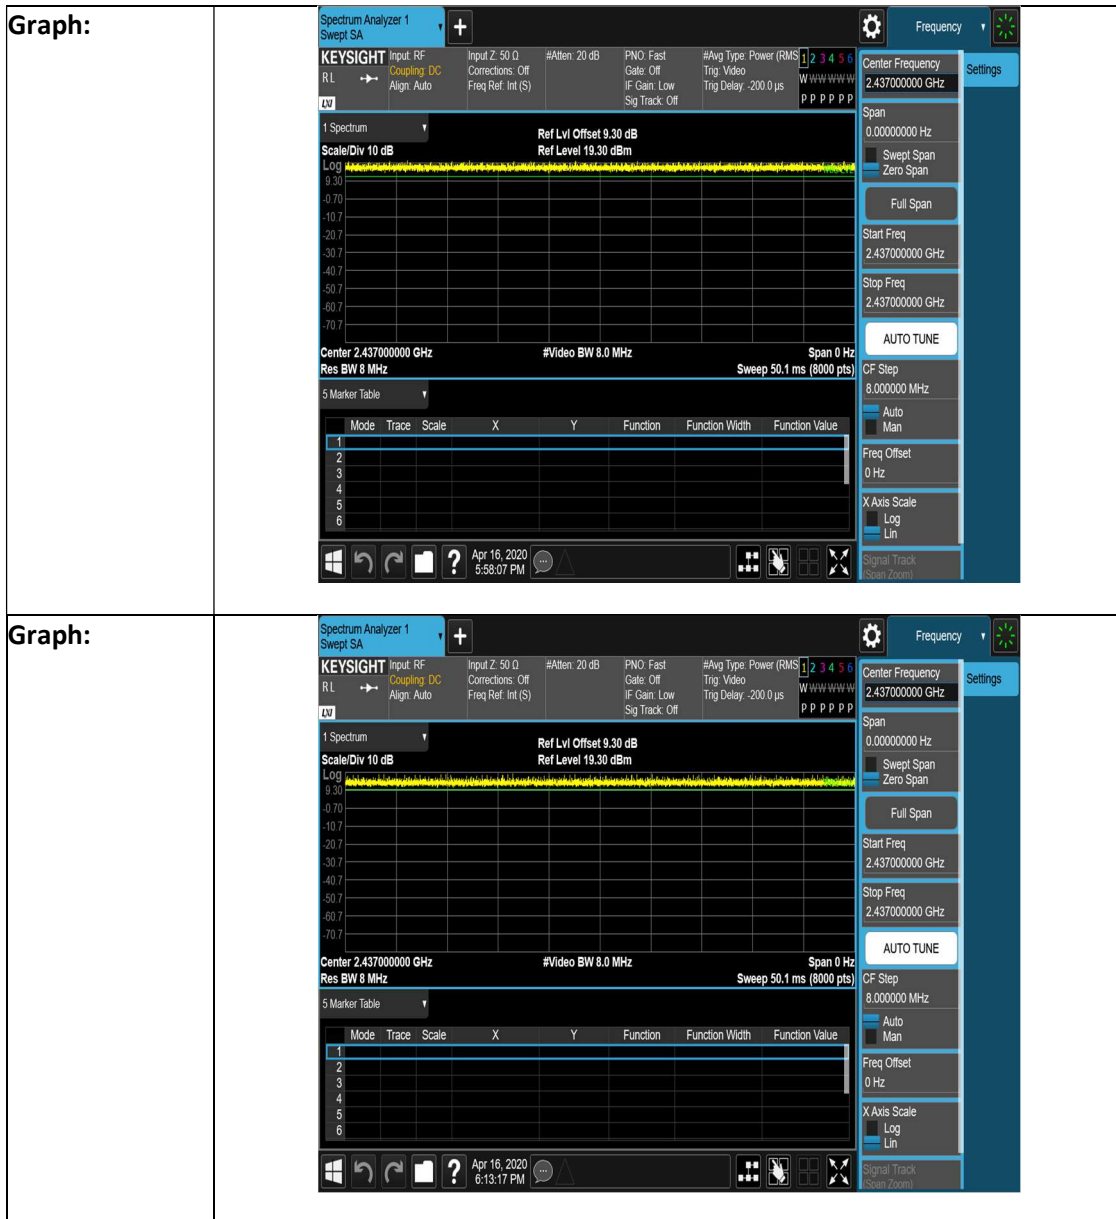 Graph:
Spectrum Analyzer 1
Swept SA
+
Frequency
KEYSIGHT
RL
LXI
Input: RF
Coupling: DC
Align: Auto
Input Z: 50 Ω
Corrections: Off
Freq Ref: Int (S)
#Atten: 20 dB
PNO: Fast
Gate: Off
IF Gain: Low
Sig Track: Off
#Avg Type: Power (RMS
Trig: Video
Trig Delay: -200.0 µs
1 2 3 4 5 6
W W W W W W
P P P P P P
1 Spectrum
Scale/Div 10 dB
Ref Lvl Offset 9.30 dB
Ref Level 19.30 dBm
Log
9.30
-0.70
-10.7
-20.7
-30.7
-40.7
-50.7
-60.7
-70.7
Center 2.437000000 GHz
#Video BW 8.0 MHz
Span 0 Hz
Res BW 8 MHz
Sweep 50.1 ms (8000 pts)
5 Marker Table
Mode Trace Scale X Y Function Function Width Function Value
1
2
3
4
5
6
?
Apr 16, 2020
5:58:07 PM
Center Frequency
2.437000000 GHz
Settings
Span
0.00000000 Hz
Swept Span
Zero Span
Full Span
Start Freq
2.437000000 GHz
Stop Freq
2.437000000 GHz
AUTO TUNE
CF Step
8.000000 MHz
Auto
Man
Freq Offset
0 Hz
X Axis Scale
Log
Lin
Signal Track
(Span Zoom)
Graph:
Spectrum Analyzer 1
Swept SA
+
Frequency
KEYSIGHT
RL
LXI
Input: RF
Coupling: DC
Align: Auto
Input Z: 50 Ω
Corrections: Off
Freq Ref: Int (S)
#Atten: 20 dB
PNO: Fast
Gate: Off
IF Gain: Low
Sig Track: Off
#Avg Type: Power (RMS
Trig: Video
Trig Delay: -200.0 µs
1 2 3 4 5 6
W W W W W W
P P P P P P
1 Spectrum
Scale/Div 10 dB
Ref Lvl Offset 9.30 dB
Ref Level 19.30 dBm
Log
9.30
-0.70
-10.7
-20.7
-30.7
-40.7
-50.7
-60.7
-70.7
Center 2.437000000 GHz
#Video BW 8.0 MHz
Span 0 Hz
Res BW 8 MHz
Sweep 50.1 ms (8000 pts)
5 Marker Table
Mode Trace Scale X Y Function Function Width Function Value
1
2
3
4
5
6
?
Apr 16, 2020
6:13:17 PM
Center Frequency
2.437000000 GHz
Settings
Span
0.00000000 Hz
Swept Span
Zero Span
Full Span
Start Freq
2.437000000 GHz
Stop Freq
2.437000000 GHz
AUTO TUNE
CF Step
8.000000 MHz
Auto
Man
Freq Offset
0 Hz
X Axis Scale
Log
Lin
Signal Track
(Span Zoom)